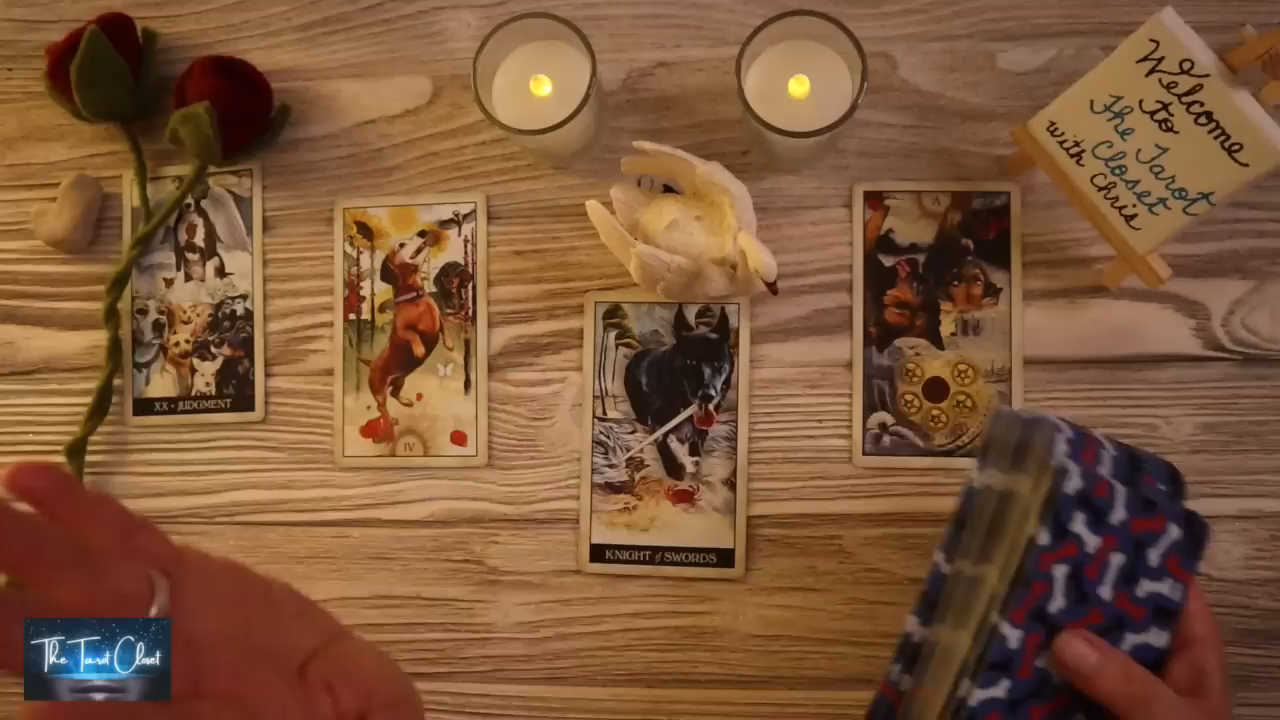 Welcome
to
The Tarot
Closet
with Chris
XX • JUDGMENT
IV
KNIGHT of SWORDS
The Tarot Closet